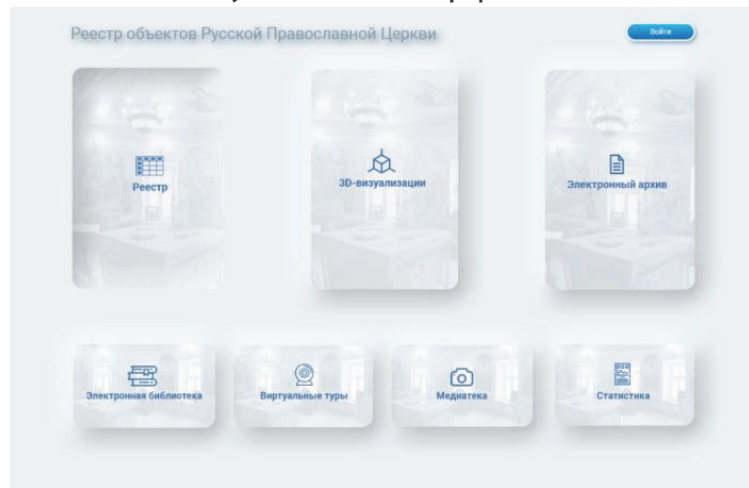 Реестр объектов Русской Православной Церкви
Войти
Реестр
3D-визуализации
Электронный архив
Электронная библиотека
Виртуальные туры
Медиатека
Статистика